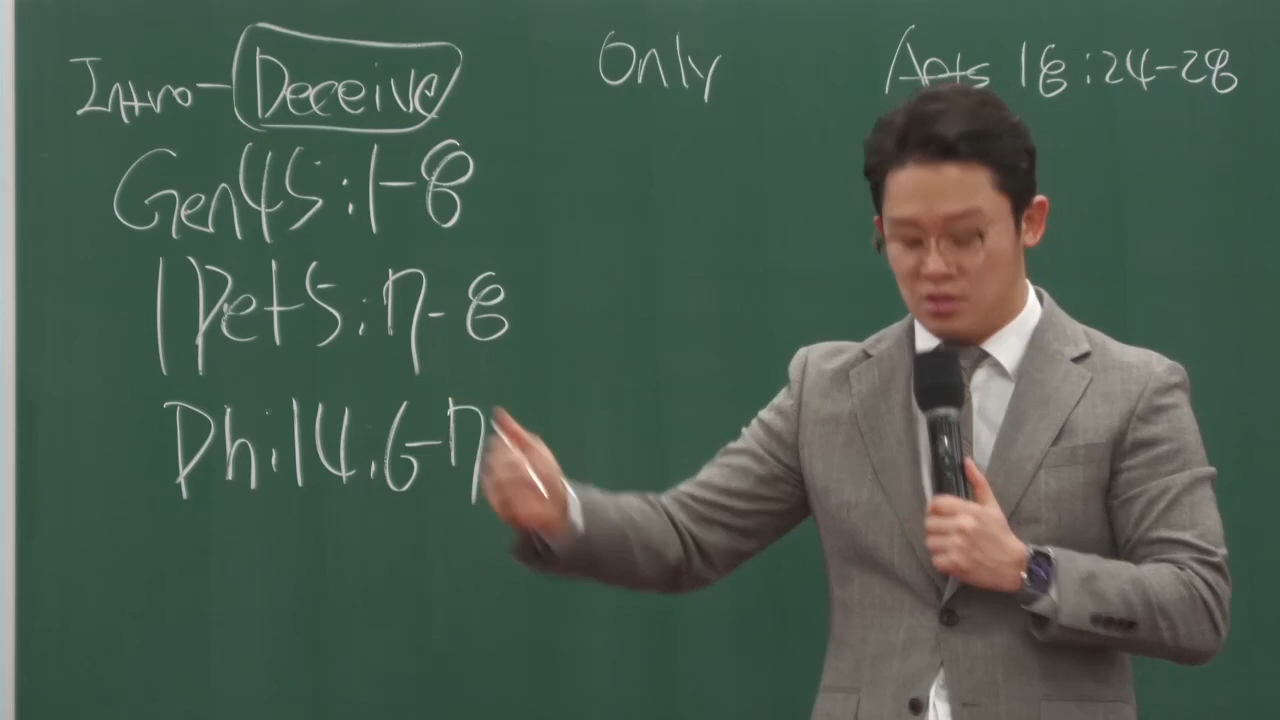 Intro- Deceive
Gen 45:1-8
1 Pet 5:7-8
Phil 4:6-7
Only
Acts 18:24-28